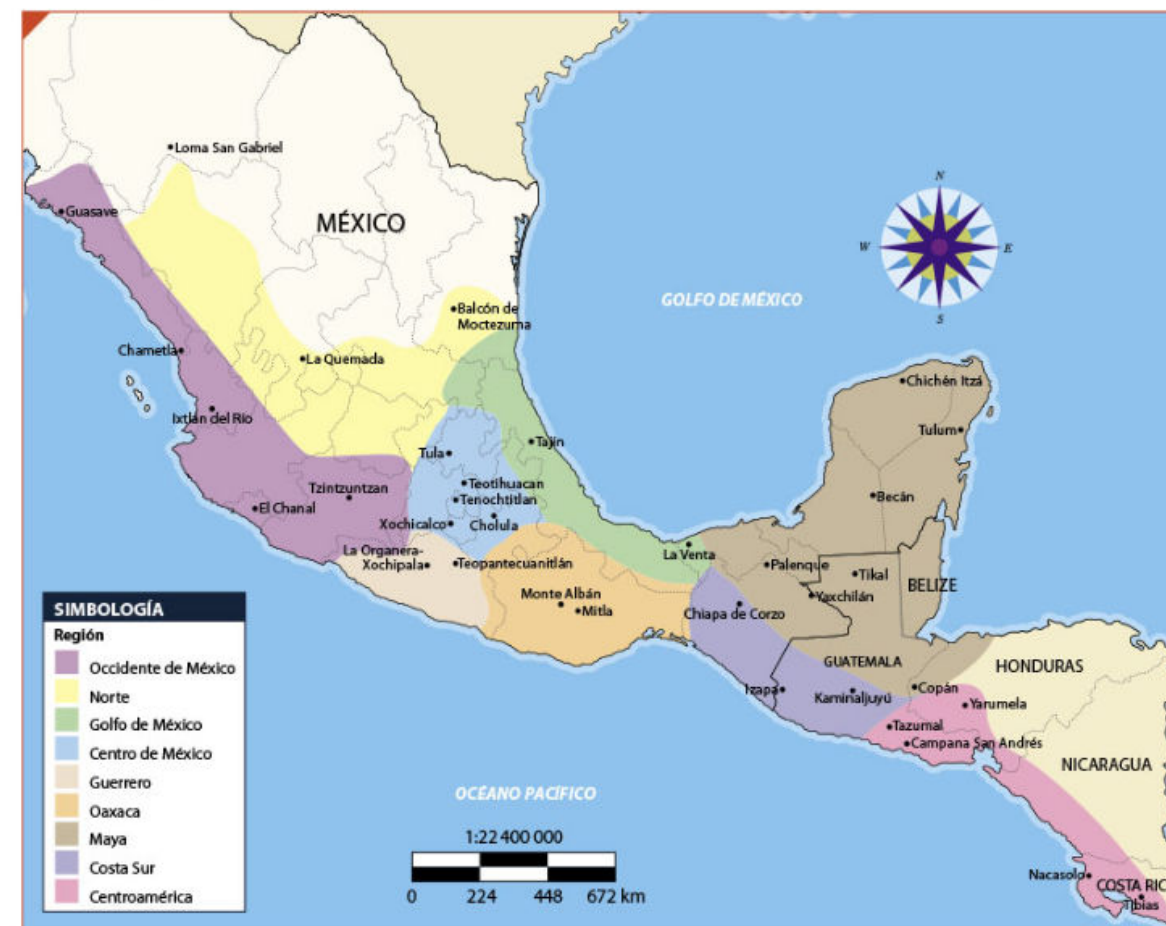 Loma San Gabriel
Guasave
MÉXICO
N
W
E
S
GOLFO DE MÉXICO
Balcón de
Moctezuma
Chametla
La Quemada
Chichén Itzá
Ixtlán del Río
Tulum
Tajín
Tula
Tzintzuntzan
Teotihuacan
Tenochtitlan
Becán
El Chanal
Xochicalco
Cholula
La Organera-
Xochipala
Teopantecuanitlán
La Venta
Palenque
Tikal
BELIZE
Yaxchilán
Monte Albán
Mitla
Chiapa de Corzo
GUATEMALA
HONDURAS
Izapa
Kaminaljuyú
Copán
Yarumela
Tazumal
Campana San Andrés
NICARAGUA
OCÉANO PACÍFICO
1:22 400 000
0 224 448 672 km
Nacasolo
COSTA RIC
Tibias
SIMBOLOGÍA
Región
Occidente de México
Norte
Golfo de México
Centro de México
Guerrero
Oaxaca
Maya
Costa Sur
Centroamérica